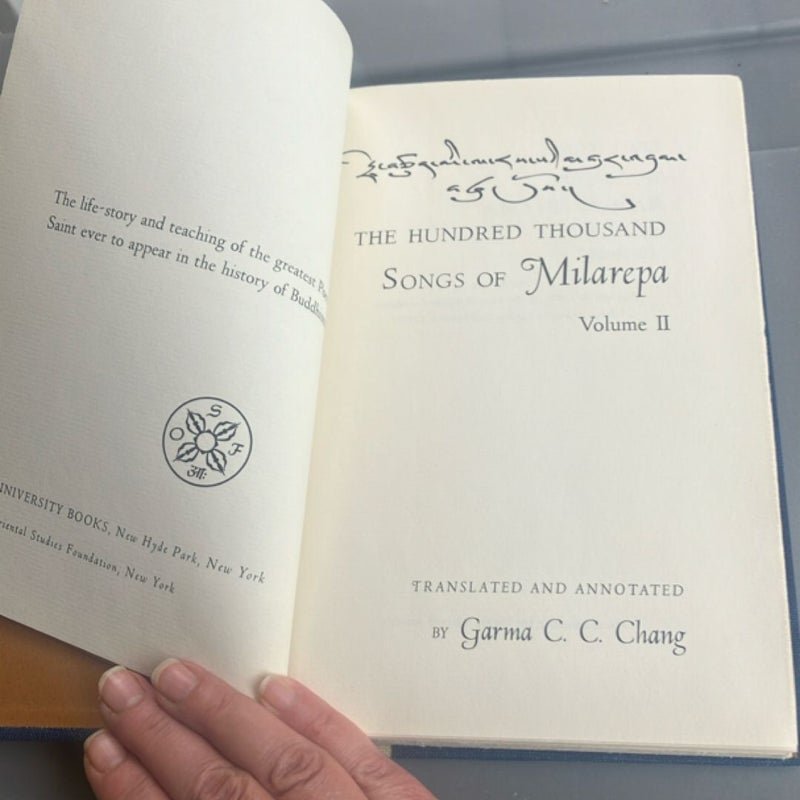 The life-story and teaching of the greatest
Saint ever to appear in the history of
S
O F
UNIVERSITY BOOKS, New Hyde Park, New York
Studies Foundation, New York
THE HUNDRED THOUSAND
SONGS OF Milarepa
Volume II
TRANSLATED AND ANNOTATED
BY Garma C. C. Chang